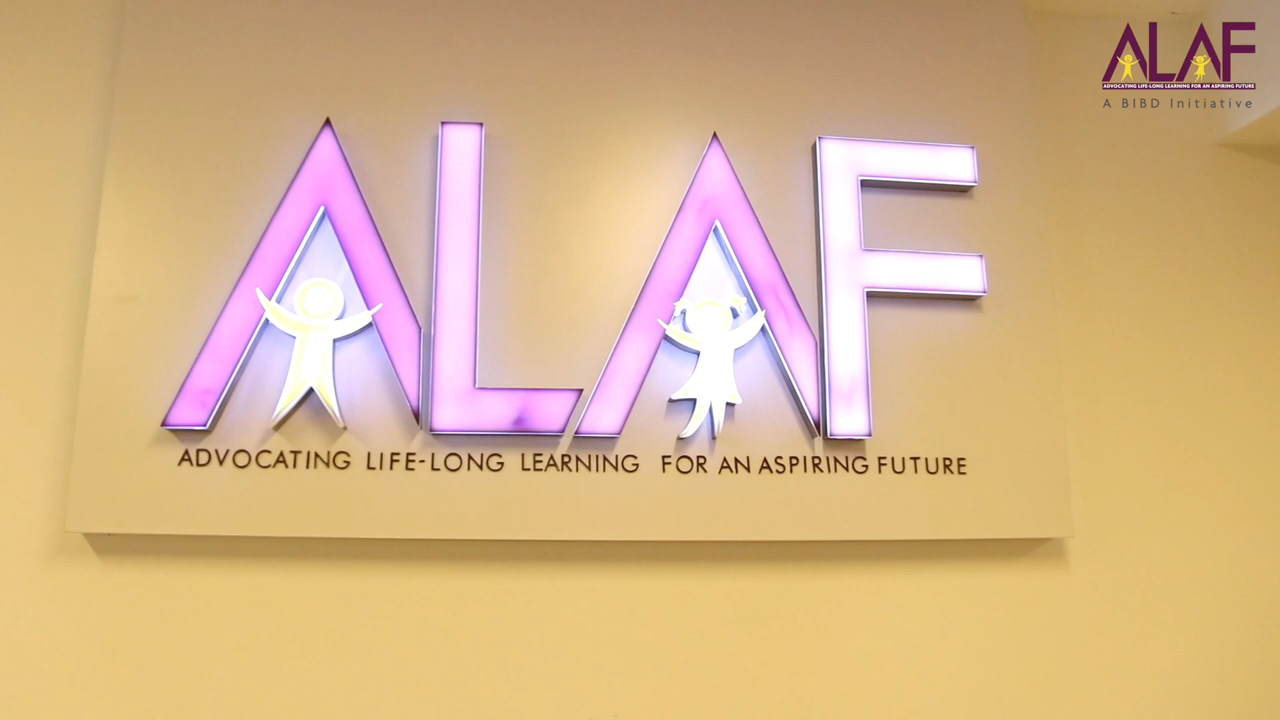 ALAF
ADVOCATING LIFE-LONG LEARNING FOR AN ASPIRING FUTURE
ALAF
ADVOCATING LIFE-LONG LEARNING FOR AN ASPIRING FUTURE
A BIBD Initiative